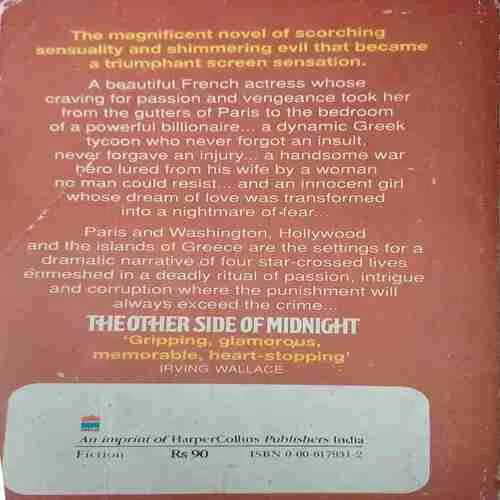 The magnificent novel of scorching
sensuality and shimmering evil that became
a triumphant screen sensation.
A beautiful French actress whose
craving for passion and vengeance took her
from the gutters of Paris to the bedroom
of a powerful billionaire... a dynamic Greek
tycoon who never forgot an insult,
never forgave an injury... a handsome war
hero lured from his wife by a woman
no man could resist... and an innocent girl
whose dream of love was transformed
into a nightmare of fear...
Paris and Washington, Hollywood
and the islands of Greece are the settings for a
dramatic narrative of four star-crossed lives
enmeshed in a deadly ritual of passion, intrigue
and corruption where the punishment will
always exceed the crime...
THE OTHER SIDE OF MIDNIGHT
'Gripping, glamorous,
memorable, heart-stopping'
IRVING WALLACE
An imprint of HarperCollins Publishers India
Fiction Rs 90 ISBN 0-00-617931-2